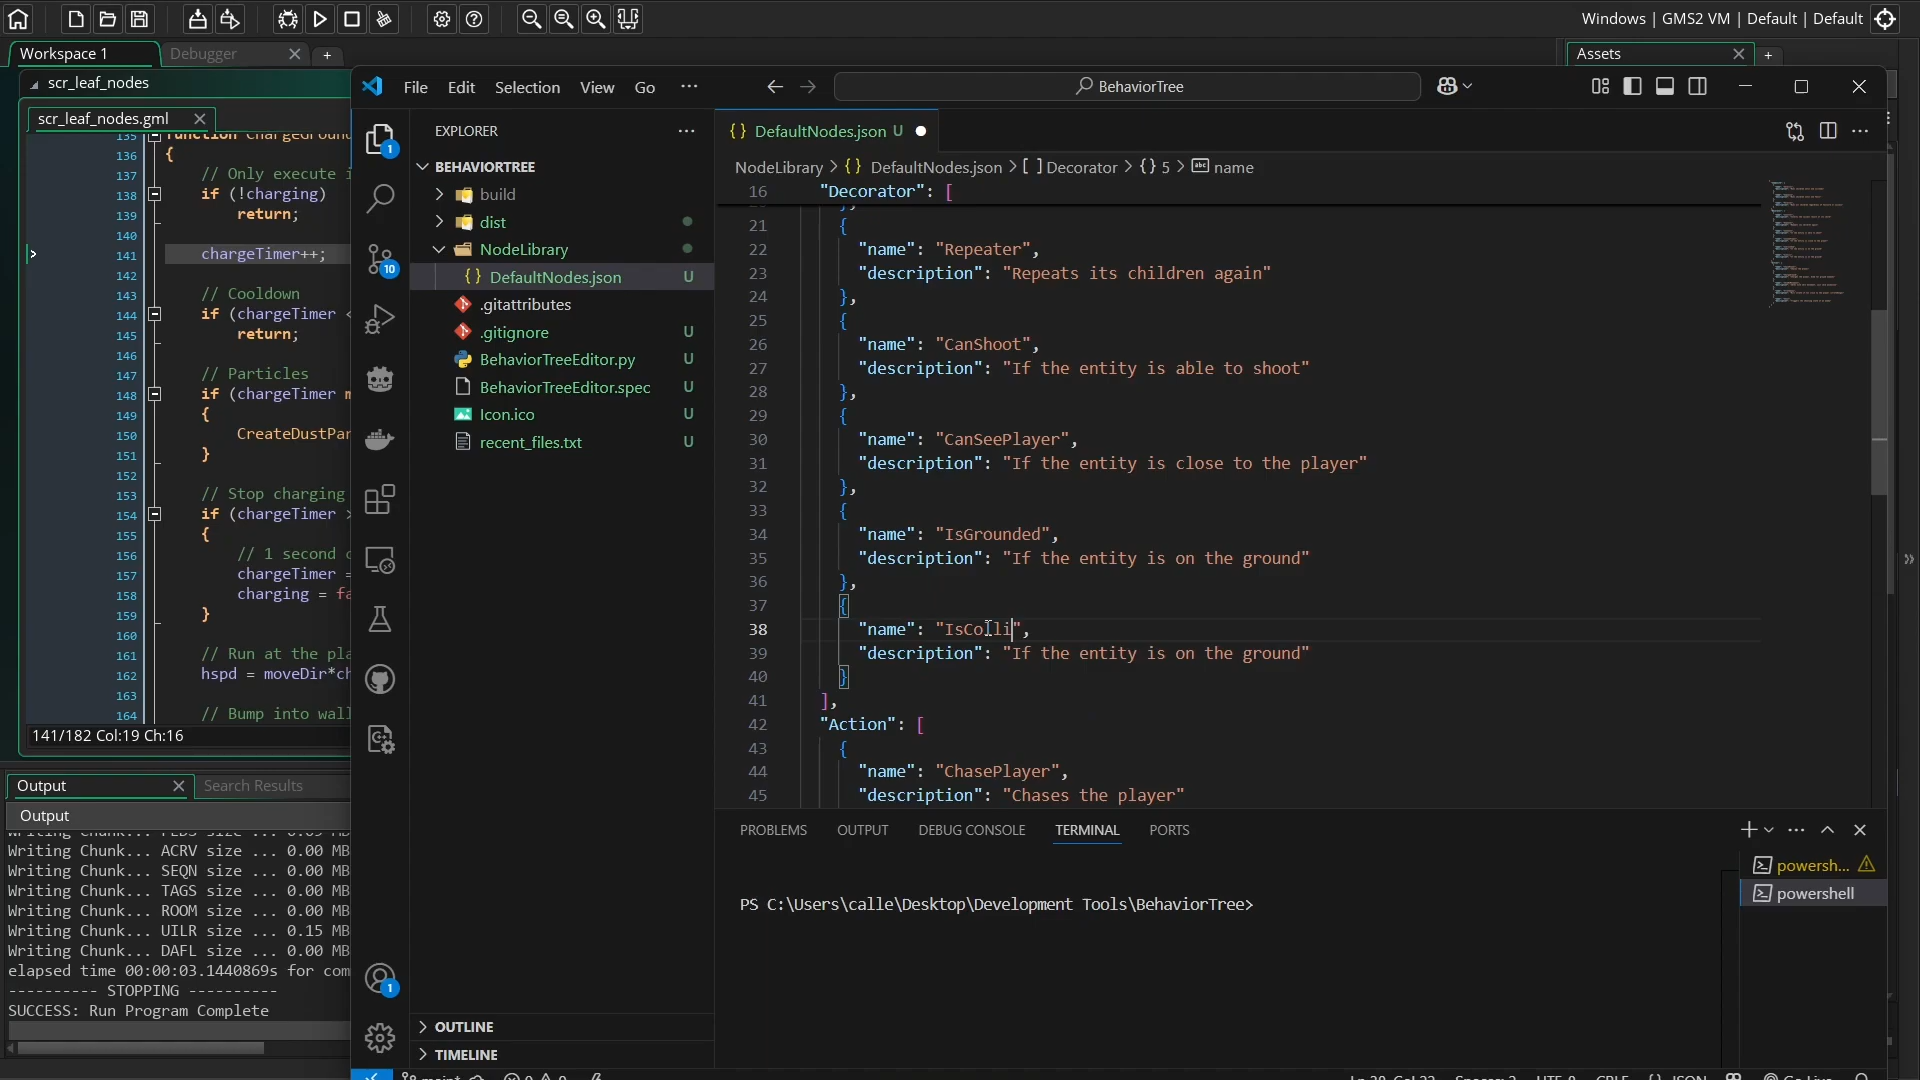 Windows | GMS2 VM | Default | Default
Workspace 1
Debugger
Assets
scr_leaf_nodes
scr_leaf_nodes.gml
135
136 {
137 // Only execute i
138 if (!charging)
139 return;
140
141 chargeTimer++;
142
143 // Cooldown
144 if (chargeTimer <
145 return;
146
147 // Particles
148 if (chargeTimer m
149 {
150 CreateDustPar
151 }
152
153 // Stop charging
154 if (chargeTimer >
155 {
156 // 1 second c
157 chargeTimer =
158 charging = fa
159 }
160
161 // Run at the pla
162 hspd = moveDir*ch
163
164 // Bump into wall
141/182 Col:19 Ch:16
Output
Search Results
Output
Writing Chunk... ACRV size ... 0.00 MB
Writing Chunk... SEQN size ... 0.00 MB
Writing Chunk... TAGS size ... 0.00 MB
Writing Chunk... ROOM size ... 0.00 MB
Writing Chunk... UILR size ... 0.15 MB
Writing Chunk... DAFL size ... 0.00 MB
elapsed time 00:00:03.1440869s for com
---------- STOPPING ----------
SUCCESS: Run Program Complete
File Edit Selection View Go ...
BehaviorTree
EXPLORER
BEHAVIORTREE
build
dist
NodeLibrary
DefaultNodes.json U
.gitattributes
.gitignore U
BehaviorTreeEditor.py U
BehaviorTreeEditor.spec U
Icon.ico U
recent_files.txt U
OUTLINE
TIMELINE
1
10
1
DefaultNodes.json U
NodeLibrary > {} DefaultNodes.json > [ ] Decorator > {} 5 > abc name
16 "Decorator": [
21 {
22 "name": "Repeater",
23 "description": "Repeats its children again"
24 },
25 {
26 "name": "CanShoot",
27 "description": "If the entity is able to shoot"
28 },
29 {
30 "name": "CanSeePlayer",
31 "description": "If the entity is close to the player"
32 },
33 {
34 "name": "IsGrounded",
35 "description": "If the entity is on the ground"
36 },
37 {
38 "name": "IsColli",
39 "description": "If the entity is on the ground"
40 }
41 ],
42 "Action": [
43 {
44 "name": "ChasePlayer",
45 "description": "Chases the player"
PROBLEMS OUTPUT DEBUG CONSOLE TERMINAL PORTS
PS C:\Users\calle\Desktop\Development Tools\BehaviorTree>
powersh...
powershell